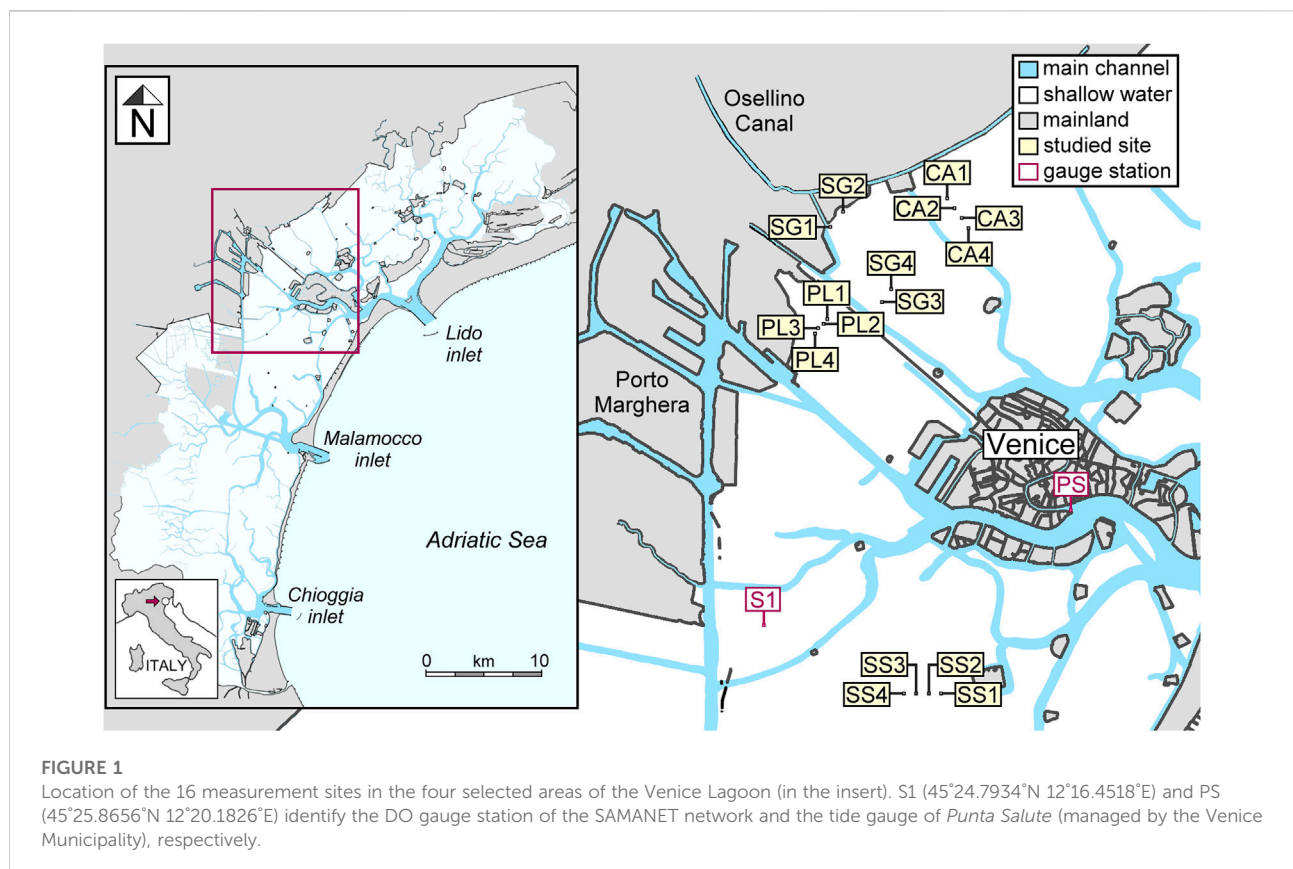 N
Lido
inlet
Malamocco
inlet
Adriatic Sea
Chioggia
inlet
ITALY
0 km 10
Osellino
Canal
main channel
shallow water
mainland
studied site
gauge station
SG2
CA1
CA2
SG1
CA3
CA4
SG4
PL1
SG3
PL3
PL2
PL4
Porto
Marghera
Venice
PS
S1
SS3
SS2
SS4
SS1
FIGURE 1
Location of the 16 measurement sites in the four selected areas of the Venice Lagoon (in the insert). S1 (45°24.7934′N 12°16.4518′E) and PS
(45°25.8656′N 12°20.1826′E) identify the DO gauge station of the SAMANET network and the tide gauge of Punta Salute (managed by the Venice
Municipality), respectively.